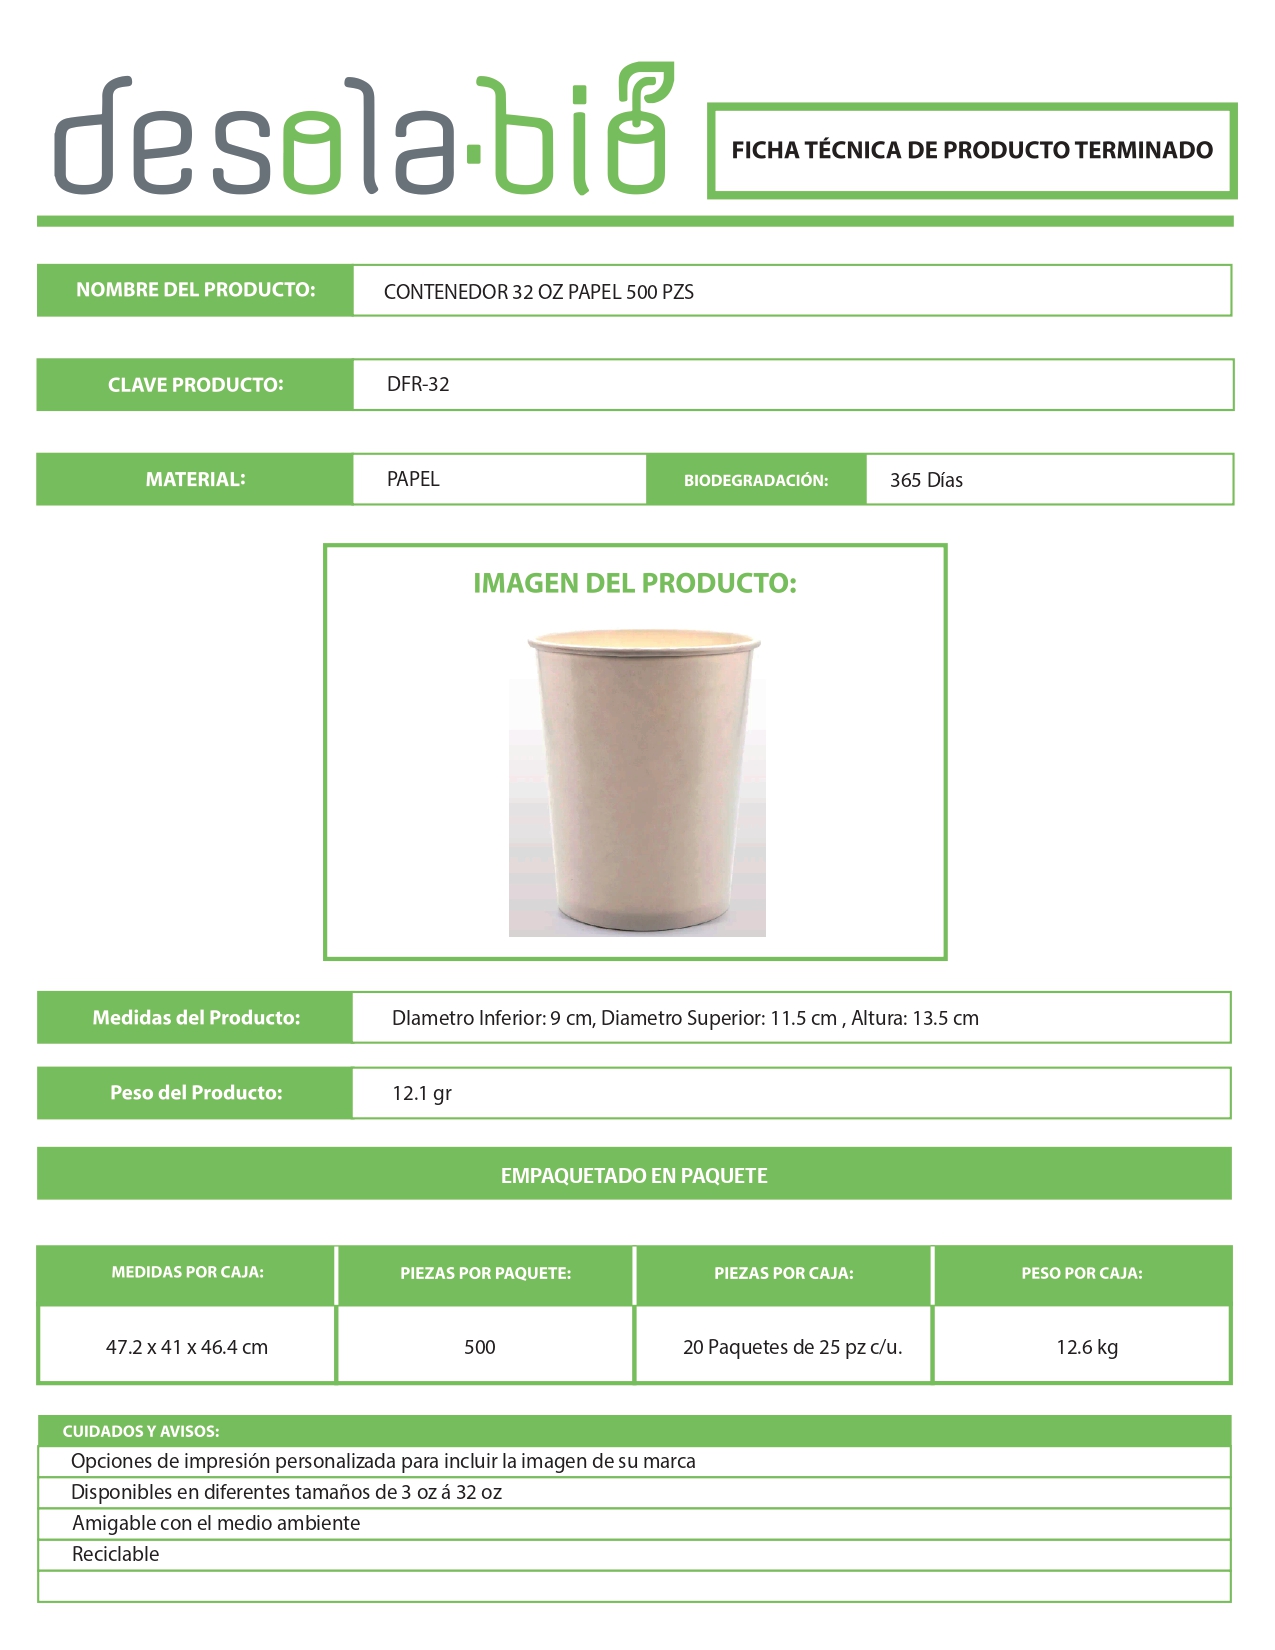 desola.bio
FICHA TÉCNICA DE PRODUCTO TERMINADO
NOMBRE DEL PRODUCTO: CONTENEDOR 32 OZ PAPEL 500 PZS
CLAVE PRODUCTO: DFR-32
MATERIAL: PAPEL BIODEGRADACIÓN: 365 Días
IMAGEN DEL PRODUCTO:
Medidas del Producto: DIametro Inferior: 9 cm, Diametro Superior: 11.5 cm , Altura: 13.5 cm
Peso del Producto: 12.1 gr
EMPAQUETADO EN PAQUETE
MEDIDAS POR CAJA: PIEZAS POR PAQUETE: PIEZAS POR CAJA: PESO POR CAJA:
47.2 x 41 x 46.4 cm 500 20 Paquetes de 25 pz c/u. 12.6 kg
CUIDADOS Y AVISOS:
Opciones de impresión personalizada para incluir la imagen de su marca
Disponibles en diferentes tamaños de 3 oz á 32 oz
Amigable con el medio ambiente
Reciclable